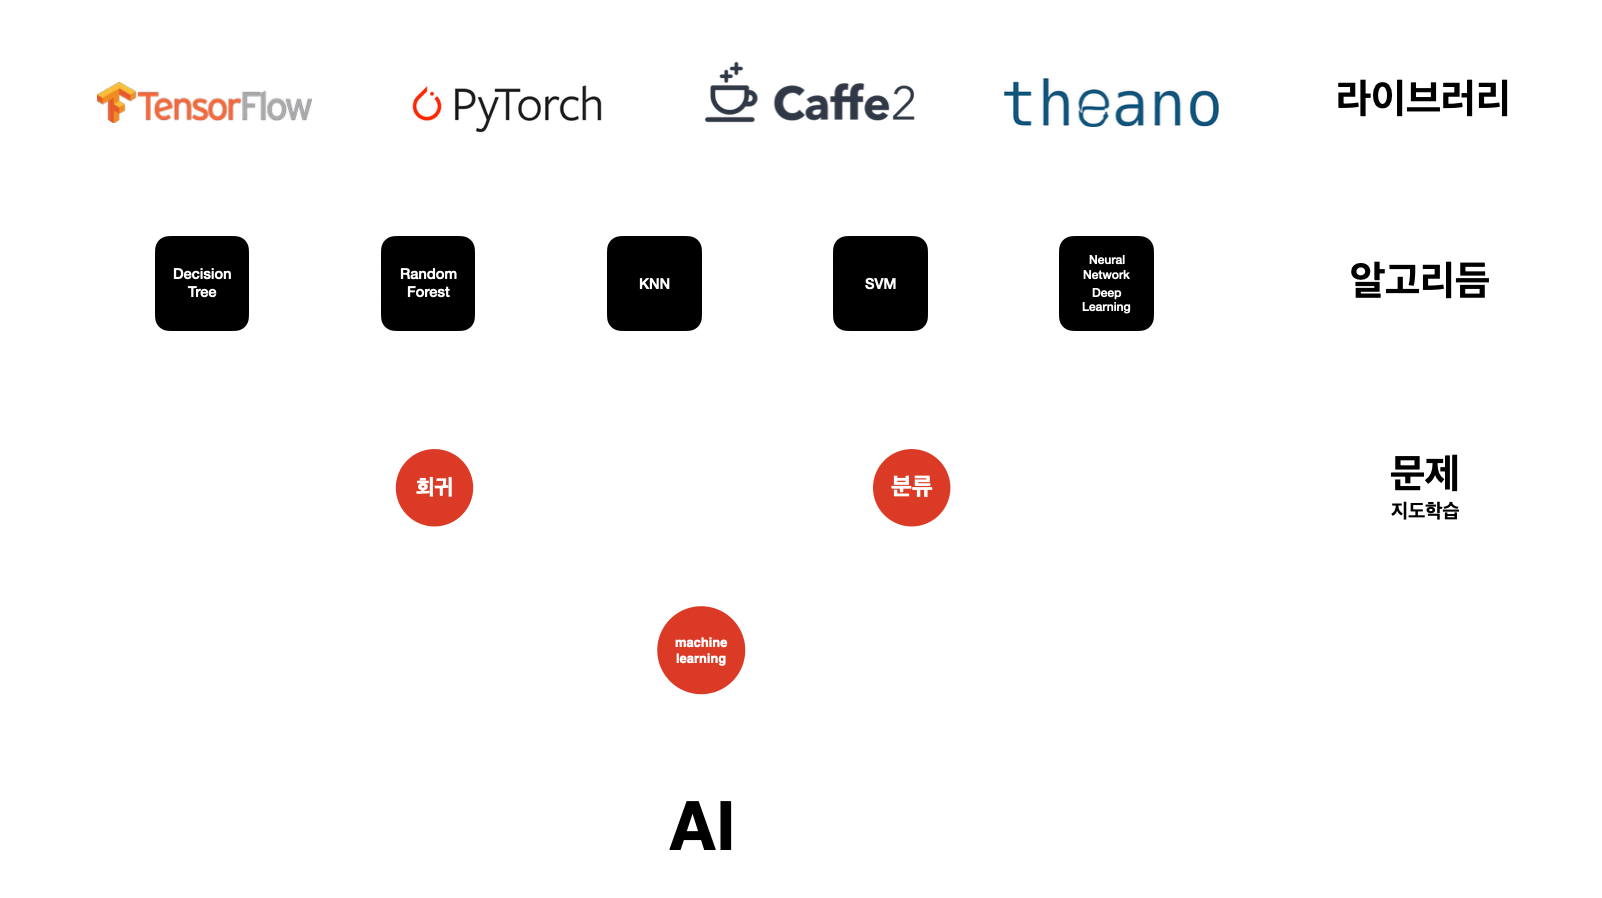 TensorFlow
PyTorch
Caffe2
theano
라이브러리
Decision
Tree
Random
Forest
KNN
SVM
Neural
Network
Deep
Learning
알고리듬
회귀
분류
문제
지도학습
machine
learning
AI